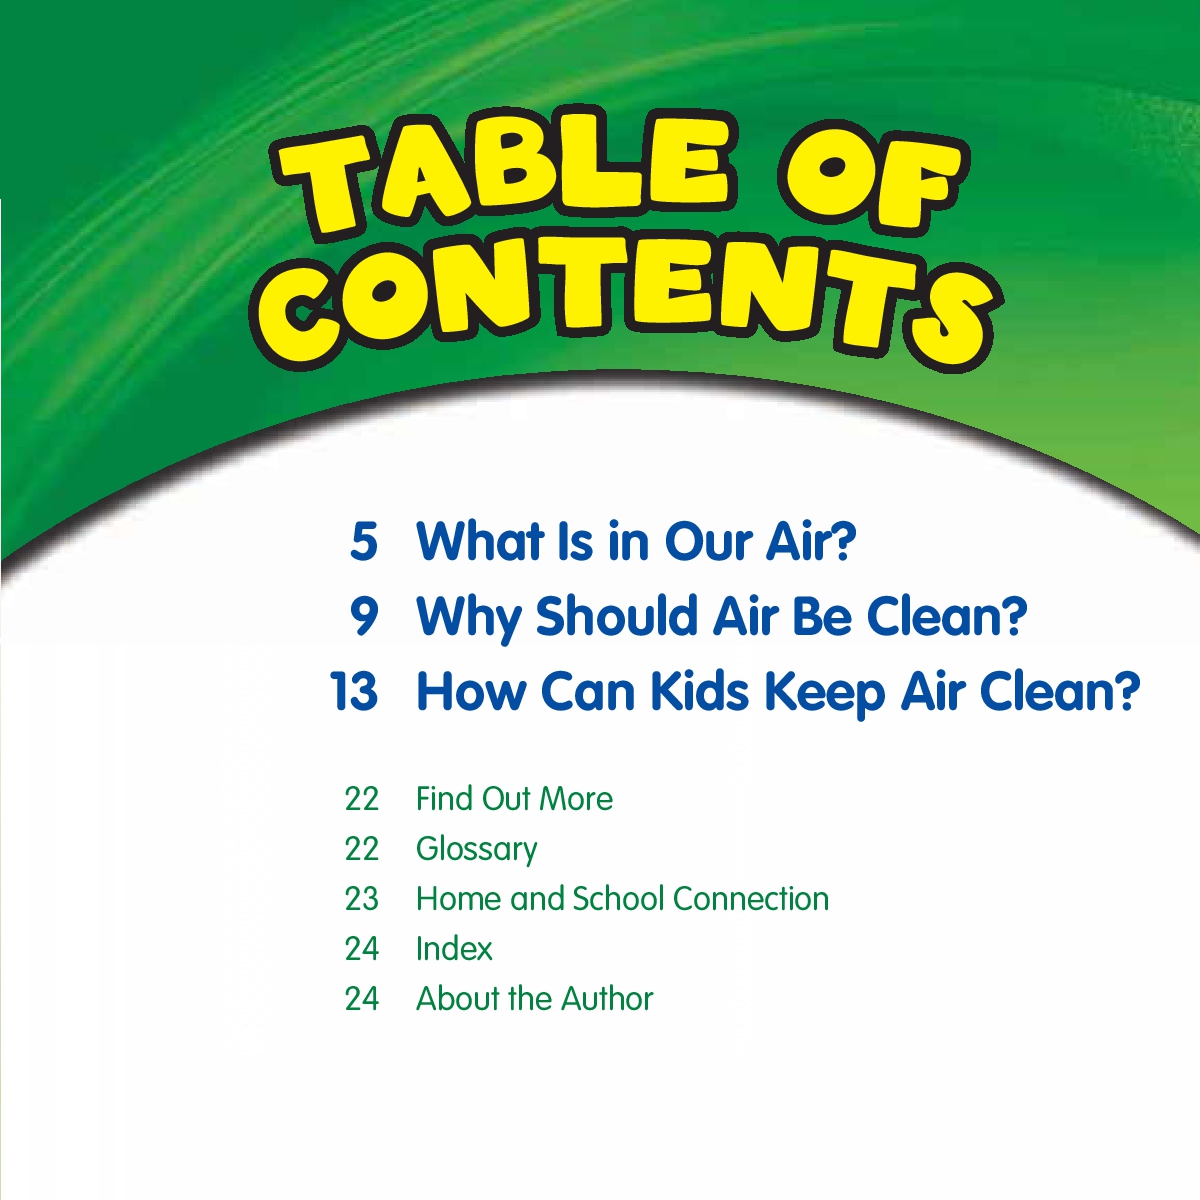 TABLE OF
CONTENTS
5 What Is in Our Air?
9 Why Should Air Be Clean?
13 How Can Kids Keep Air Clean?
22 Find Out More
22 Glossary
23 Home and School Connection
24 Index
24 About the Author